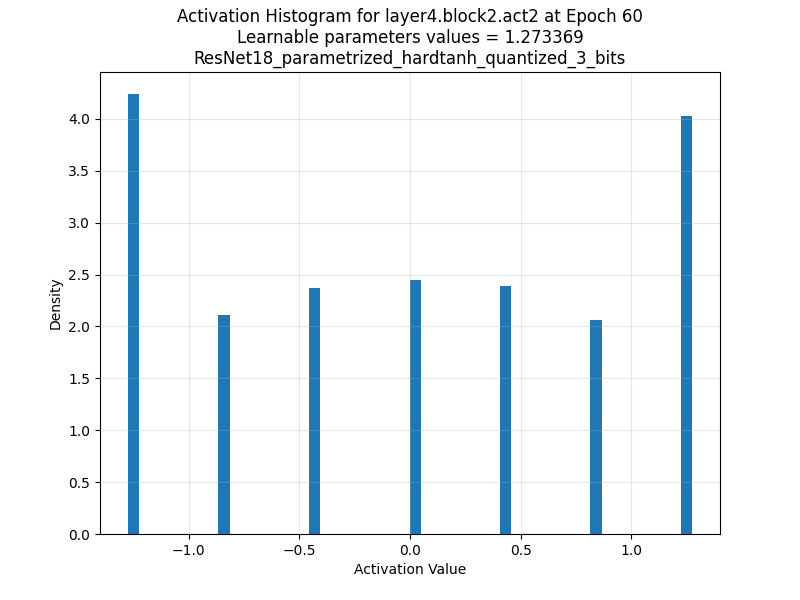 Activation Histogram for layer4.block2.act2 at Epoch 60
Learnable parameters values = 1.273369
ResNet18_parametrized_hardtanh_quantized_3_bits
4.0
3.5
3.0
2.5
2.0
1.5
1.0
0.5
0.0
Density
−1.0 −0.5 0.0 0.5 1.0
Activation Value